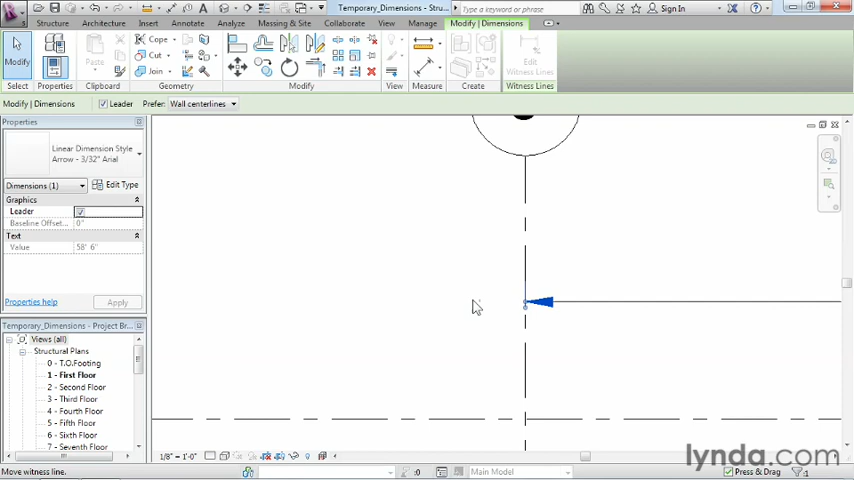 Temporary_Dimensions - Struc...
Type a keyword or phrase
Sign In
Structure Architecture Insert Annotate Analyze Massing & Site Collaborate View Manage Modify | Dimensions
Modify
Paste
Cope
Cut
Join
Edit
Witness Lines
Select Properties Clipboard Geometry Modify View Measure Create Witness Lines
Modify | Dimensions Leader Prefer: Wall centerlines
Properties
Linear Dimension Style
Arrow - 3/32" Arial
Dimensions (1) Edit Type
Graphics
Leader
Baseline Offset... 0"
Text
Value 58' 6"
Properties help Apply
Temporary_Dimensions - Project Br...
Views (all)
Structural Plans
0 - T.O.Footing
1 - First Floor
2 - Second Floor
3 - Third Floor
4 - Fourth Floor
5 - Fifth Floor
6 - Sixth Floor
7 - Seventh Floor
1/8" = 1'-0"
Move witness line.
:0
Main Model
Press & Drag
:1
lynda.com